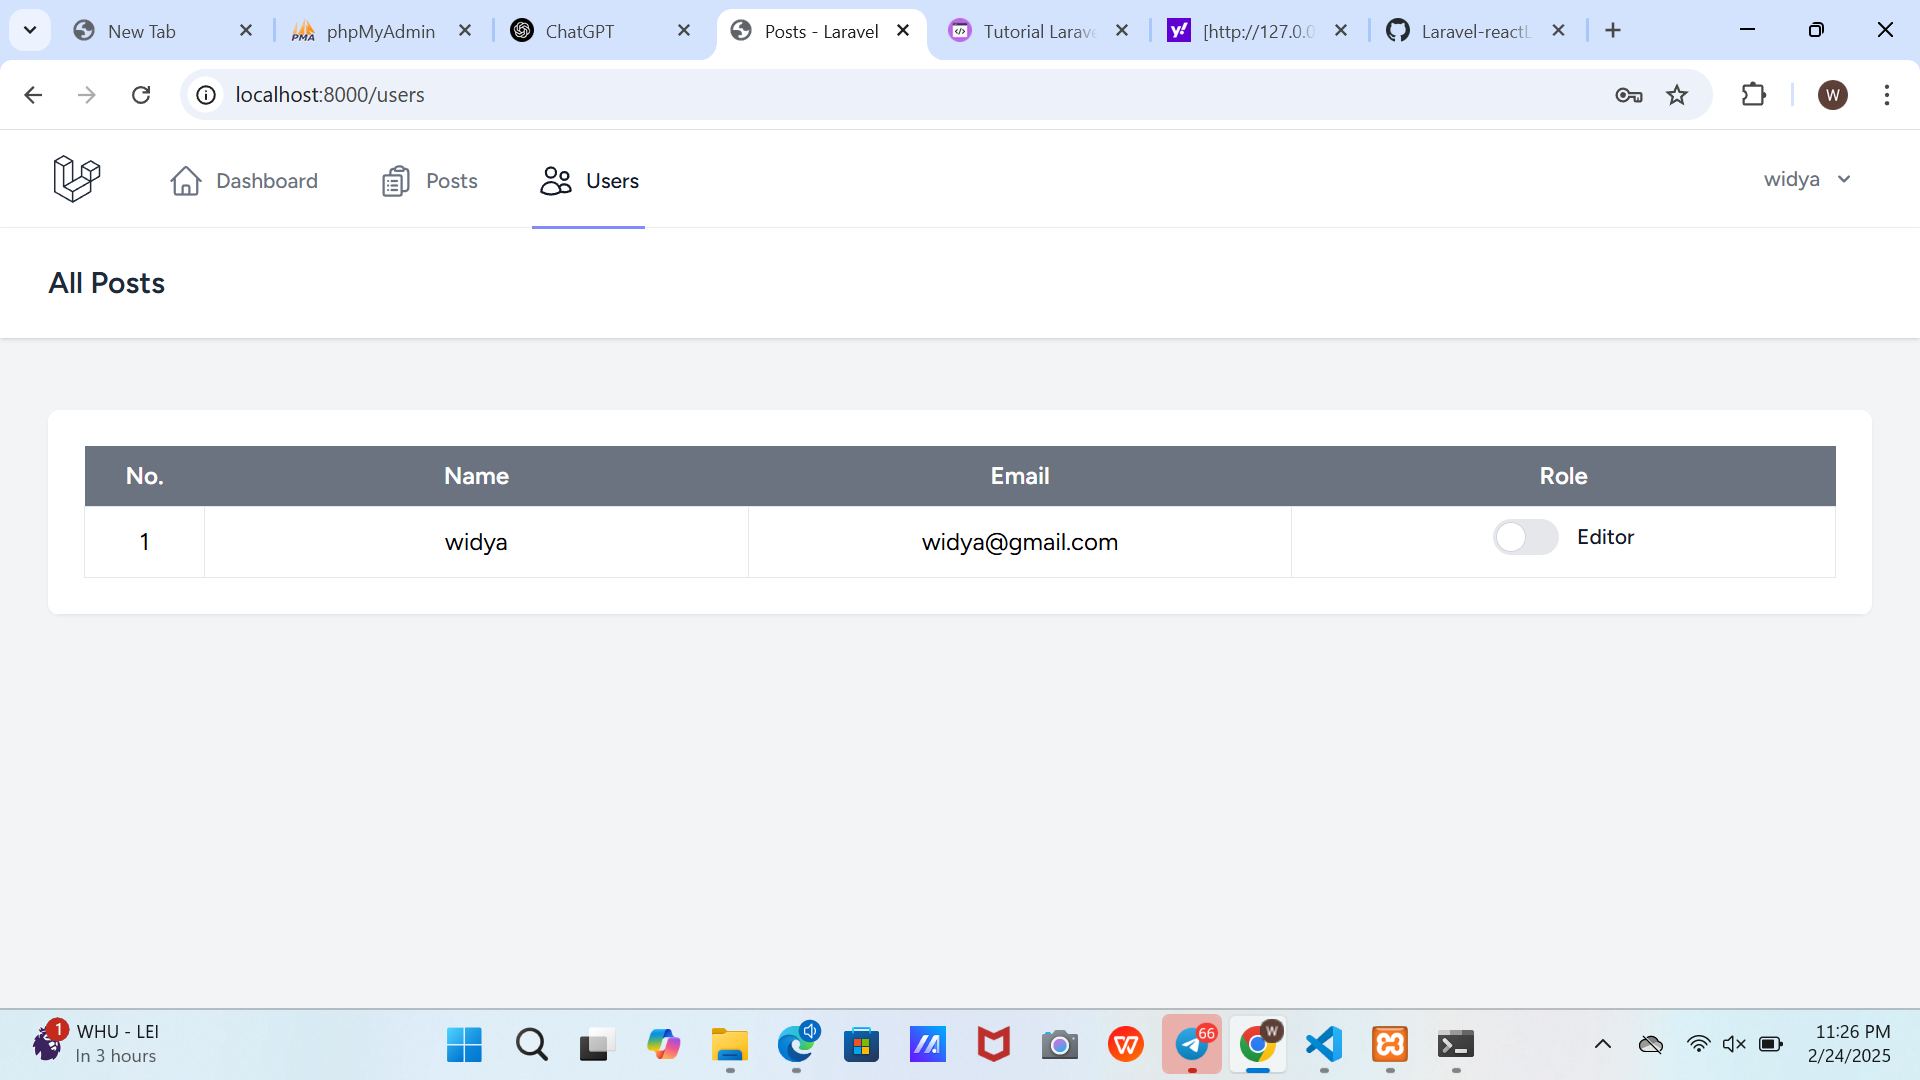 New Tab
phpMyAdmin
ChatGPT
Posts - Laravel
Tutorial Larave
[http://127.0.0
Laravel-reactL
localhost:8000/users
W
Dashboard
Posts
Users
widya
All Posts
No. Name Email Role
1 widya widya@gmail.com Editor
1
WHU - LEI
In 3 hours
66
W
11:26 PM
2/24/2025